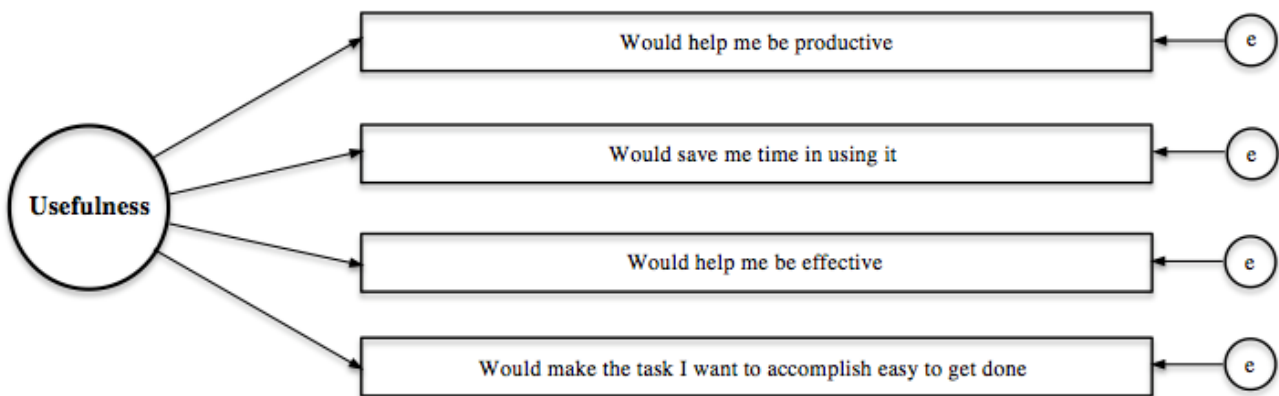 Would help me be productive
e
Would save me time in using it
e
Usefulness
Would help me be effective
e
Would make the task I want to accomplish easy to get done
e